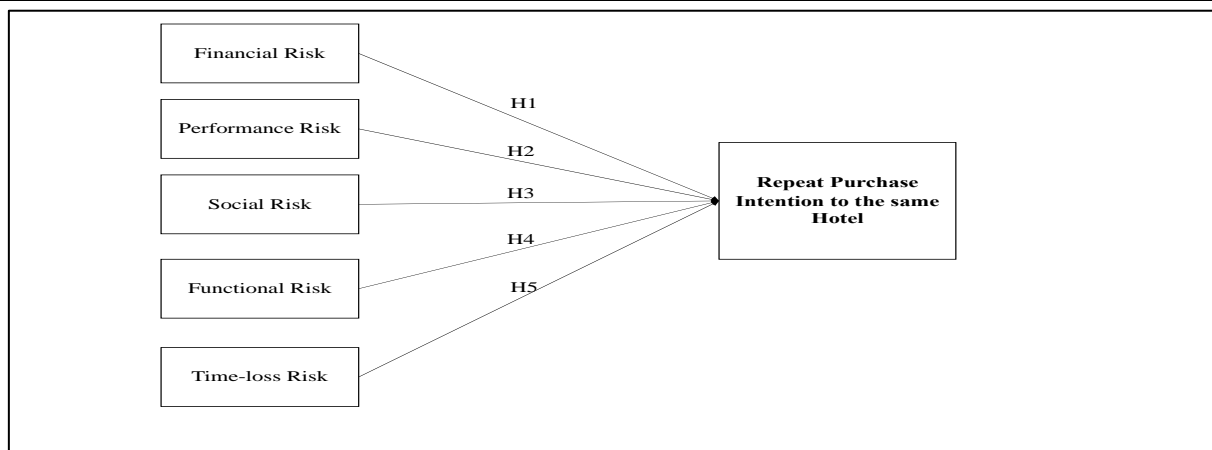 Financial Risk
H1
Performance Risk
H2
Social Risk
H3
Functional Risk
H4
Time-loss Risk
H5
Repeat Purchase
Intention to the same
Hotel